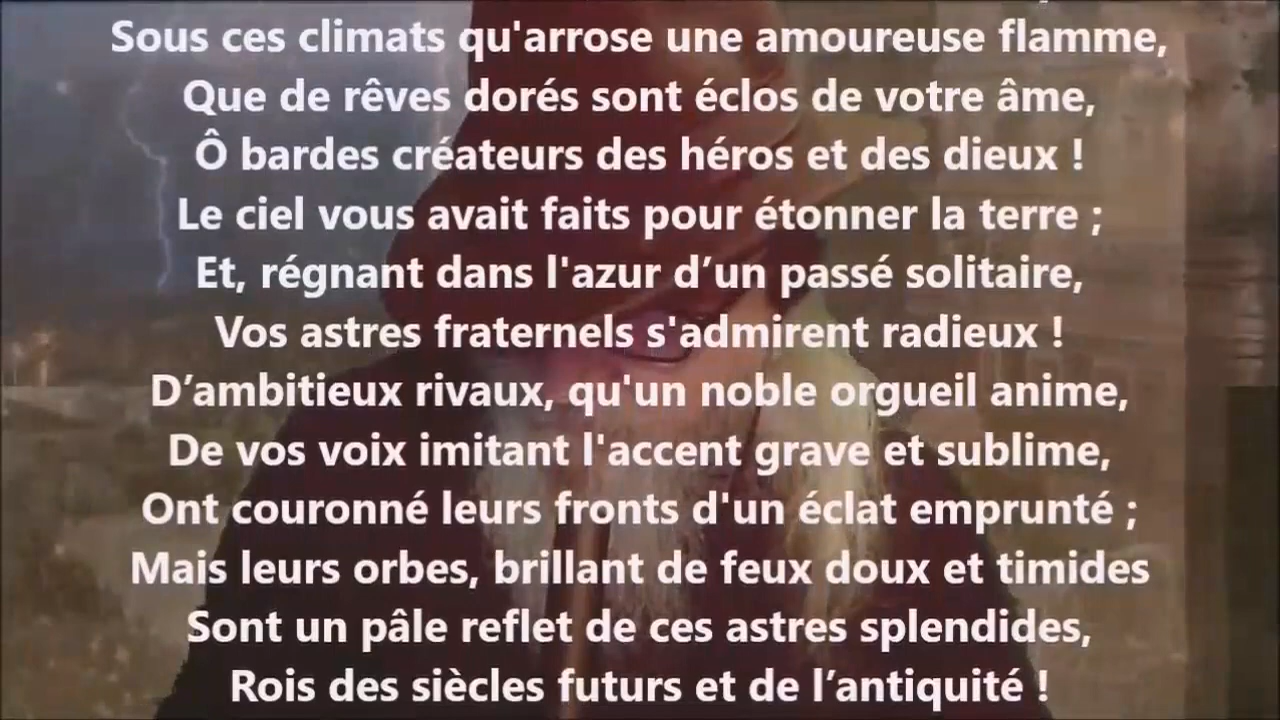 Sous ces climats qu'arrose une amoureuse flamme,
Que de rêves dorés sont éclos de votre âme,
Ô bardes créateurs des héros et des dieux !
Le ciel vous avait faits pour étonner la terre ;
Et, régnant dans l'azur d’un passé solitaire,
Vos astres fraternels s'admirent radieux !
D’ambitieux rivaux, qu'un noble orgueil anime,
De vos voix imitant l'accent grave et sublime,
Ont couronné leurs fronts d'un éclat emprunté ;
Mais leurs orbes, brillant de feux doux et timides
Sont un pâle reflet de ces astres splendides,
Rois des siècles futurs et de l’antiquité !